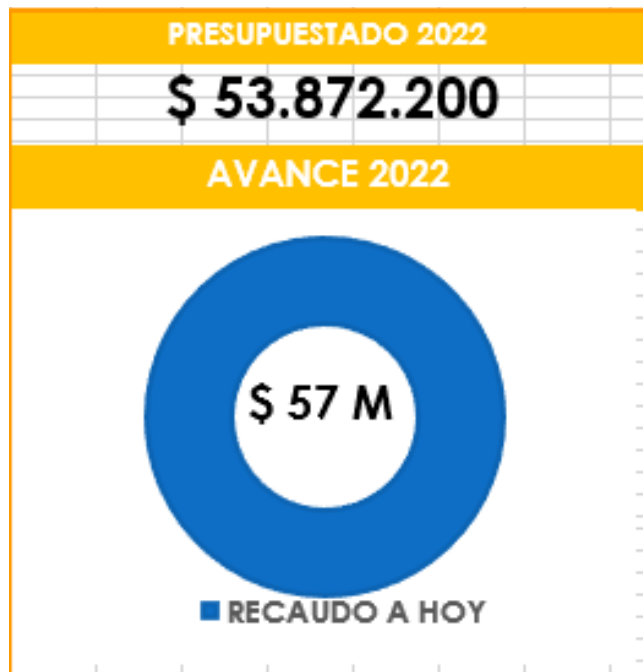 PRESUPUESTADO 2022
$ 53.872.200
AVANCE 2022
$ 57 M
RECAUDO A HOY